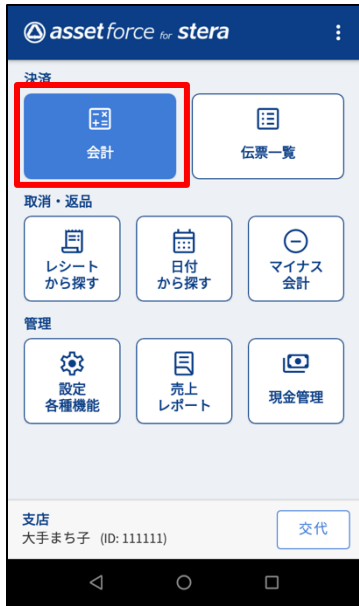 assetforce for stera
決済
会計
伝票一覧
取消・返品
レシート
から探す
日付
から探す
マイナス
会計
管理
設定
各種機能
売上
レポート
現金管理
支店
大手まち子 (ID: 111111)
交代